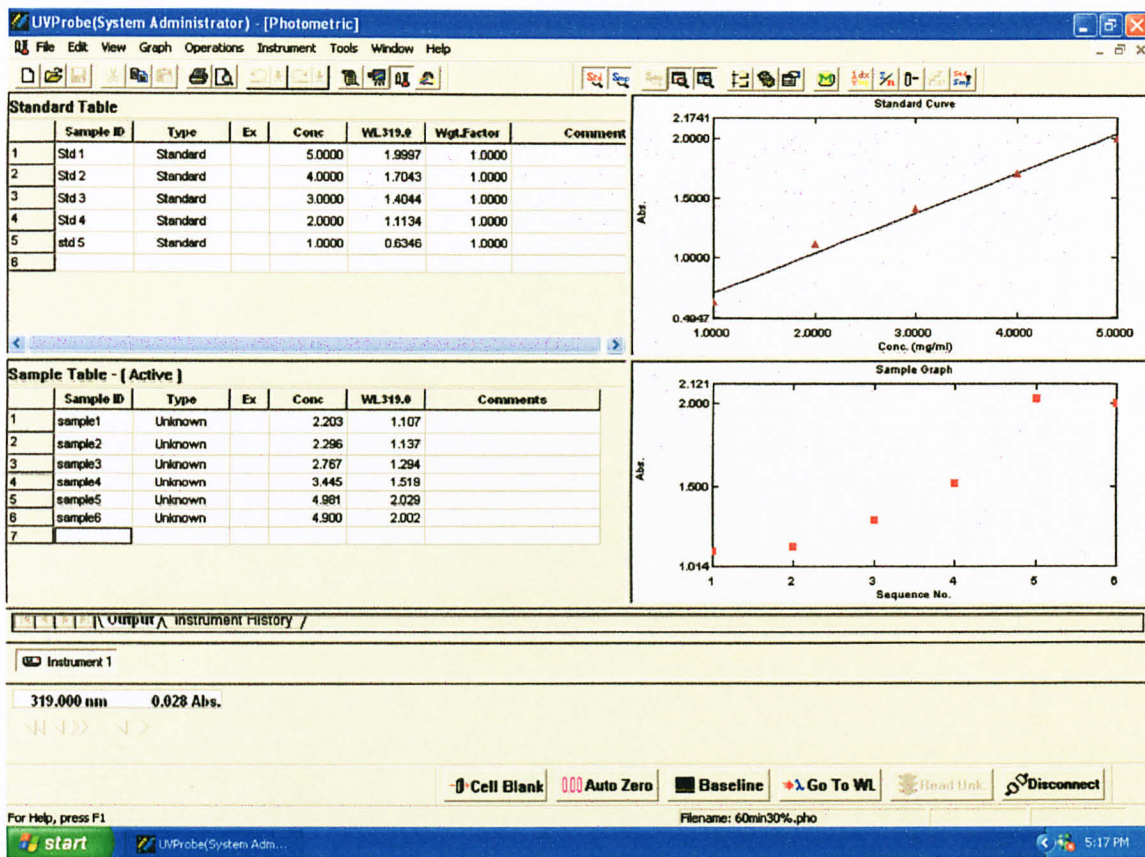 UVProbe(System Administrator) - [Photometric]
File Edit View Graph Operations Instrument Tools Window Help
Standard Table
Sample ID Type Ex Conc WL319.0 Wgt.Factor Comment
1 Std 1 Standard 5.0000 1.9997 1.0000
2 Std 2 Standard 4.0000 1.7043 1.0000
3 Std 3 Standard 3.0000 1.4044 1.0000
4 Std 4 Standard 2.0000 1.1134 1.0000
5 std 5 Standard 1.0000 0.6346 1.0000
6
Standard Curve
2.1741
2.0000
1.5000
1.0000
0.4947
Abs.
1.0000 2.0000 3.0000 4.0000 5.0000
Conc. (mg/ml)
Sample Table - [ Active ]
Sample ID Type Ex Conc WL319.0 Comments
1 sample1 Unknown 2.203 1.107
2 sample2 Unknown 2.296 1.137
3 sample3 Unknown 2.767 1.294
4 sample4 Unknown 3.445 1.519
5 sample5 Unknown 4.981 2.029
6 sample6 Unknown 4.900 2.002
7
Sample Graph
2.121
2.000
1.500
1.014
Abs.
1 2 3 4 5 6
Sequence No.
Output Instrument History
Instrument 1
319.000 nm 0.028 Abs.
Cell Blank Auto Zero Baseline Go To WL Read Unk. Disconnect
For Help, press F1 Filename: 60min30%.pho
start UVProbe(System Adm... 5:17 PM